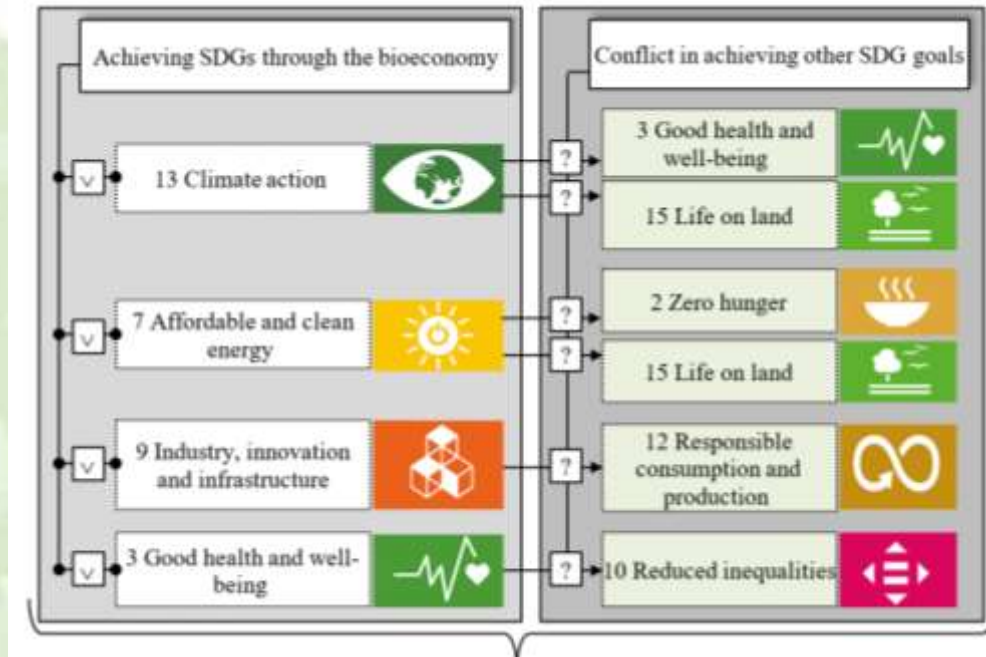 Achieving SDGs through the bioeconomy
Conflict in achieving other SDG goals
v
13 Climate action
?
?
3 Good health and
well-being
15 Life on land
v
7 Affordable and clean
energy
?
?
2 Zero hunger
15 Life on land
v
9 Industry, innovation
and infrastructure
?
12 Responsible
consumption and
production
v
3 Good health and well-
being
?
10 Reduced inequalities